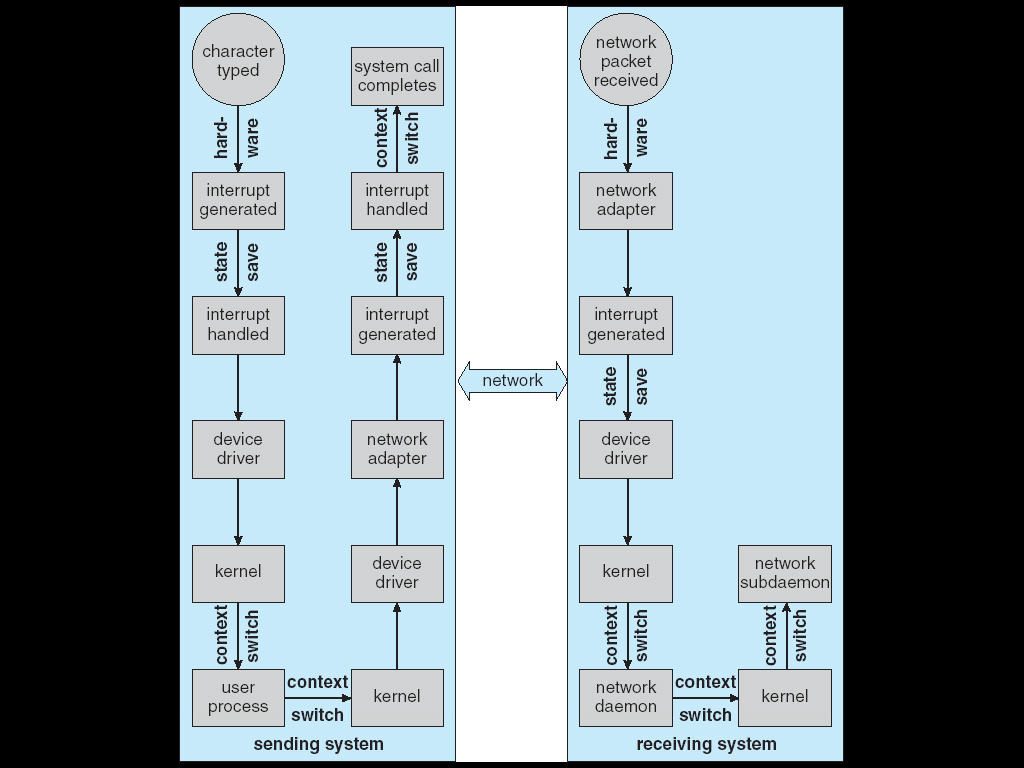 character
typed
hard-
ware
interrupt
generated
state
save
interrupt
handled
device
driver
kernel
context
switch
user
process
context
switch
kernel
device
driver
network
adapter
interrupt
generated
state
save
interrupt
handled
context
switch
system call
completes
sending system
network
network
packet
received
hard-
ware
network
adapter
interrupt
generated
state
save
device
driver
kernel
context
switch
network
daemon
context
switch
kernel
context
switch
network
subdaemon
receiving system